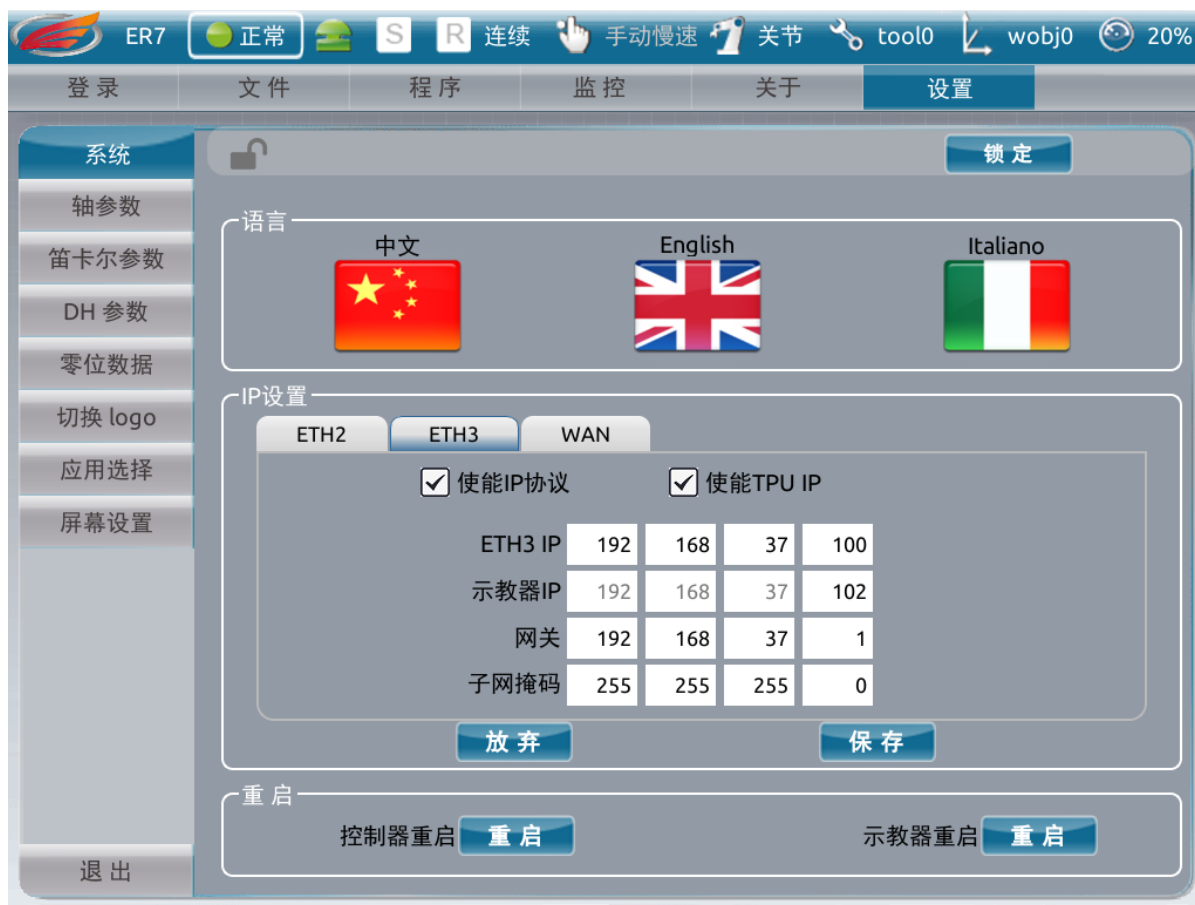 ER7 正常 S R 连续 手动慢速 关节 tool0 wobj0 20%
登录 文件 程序 监控 关于 设置
系统
锁定
轴参数
笛卡尔参数
DH 参数
零位数据
切换 logo
应用选择
屏幕设置
退出
语言
中文 English Italiano
IP设置
ETH2 ETH3 WAN
使能IP协议 使能TPU IP
ETH3 IP 192 168 37 100
示教器IP 192 168 37 102
网关 192 168 37 1
子网掩码 255 255 255 0
放弃 保存
重启
控制器重启 重启 示教器重启 重启